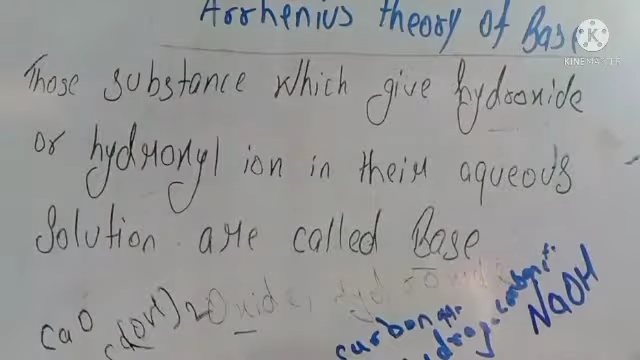 Arrhenius theory of Base
KINEMASTER
Those substance which give hydroxide
or hydronyl ion in their aqueous
Solution are called Base
CaO
NaOH